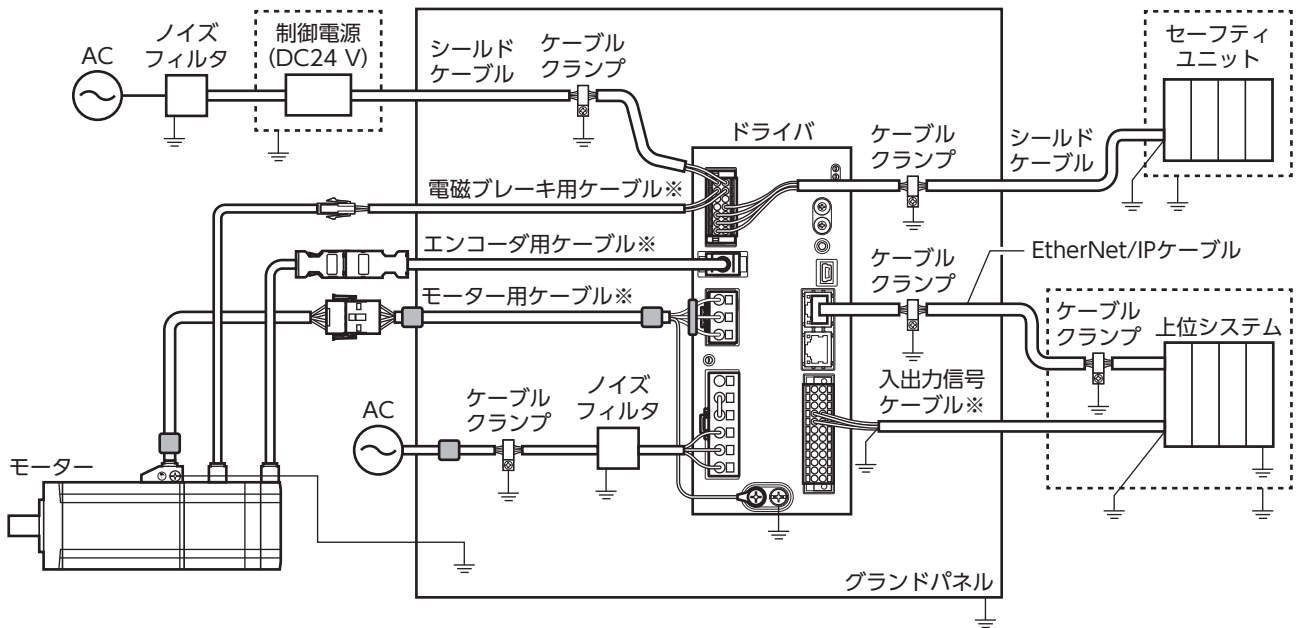 AC
ノイズ
フィルタ
制御電源
(DC24 V)
シールド
ケーブル
ケーブル
クランプ
セーフティ
ユニット
ドライバ
ケーブル
クランプ
シールド
ケーブル
電磁ブレーキ用ケーブル※
エンコーダ用ケーブル※
ケーブル
クランプ
EtherNet/IPケーブル
モーター用ケーブル※
ケーブル
クランプ
上位システム
AC
ケーブル
クランプ
ノイズ
フィルタ
入出力信号
ケーブル※
モーター
グランドパネル